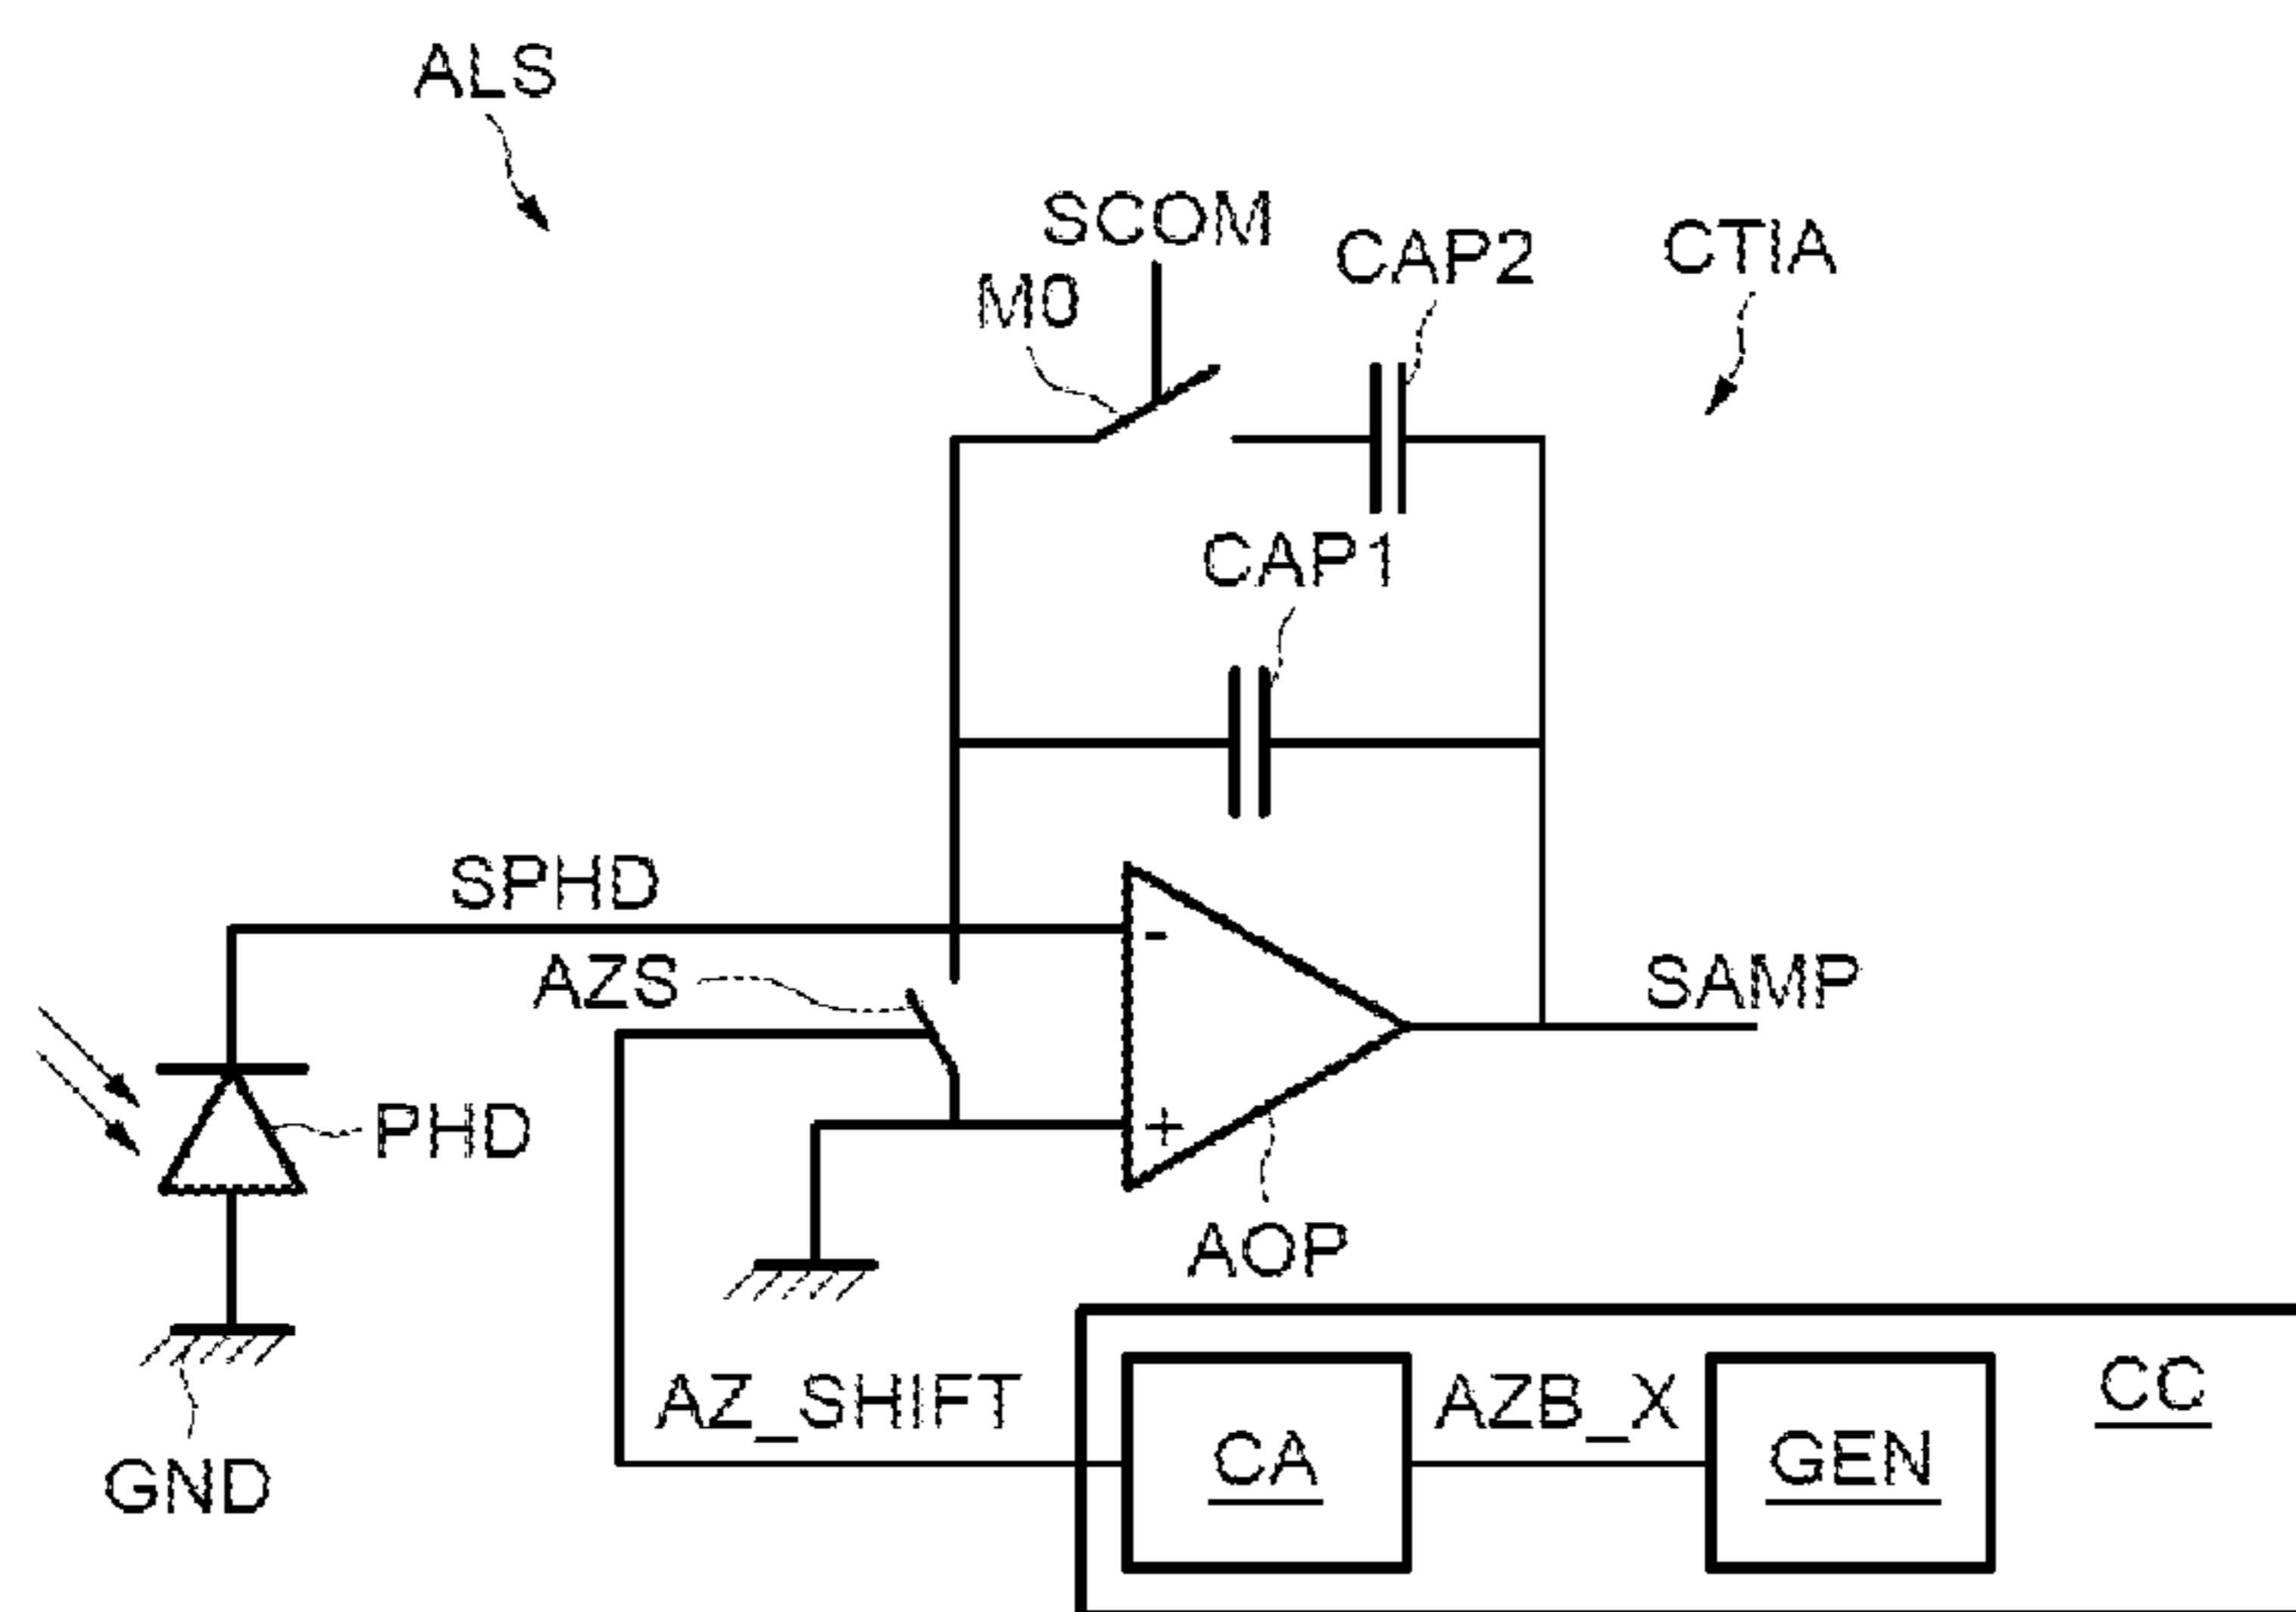 ALS
SCOM
M0
CAP2
CTIA
CAP1
SPHD
-
AZS
SAMP
PHD
+
AOP
GND
AZ_SHIFT
CA
AZB_X
GEN
CC